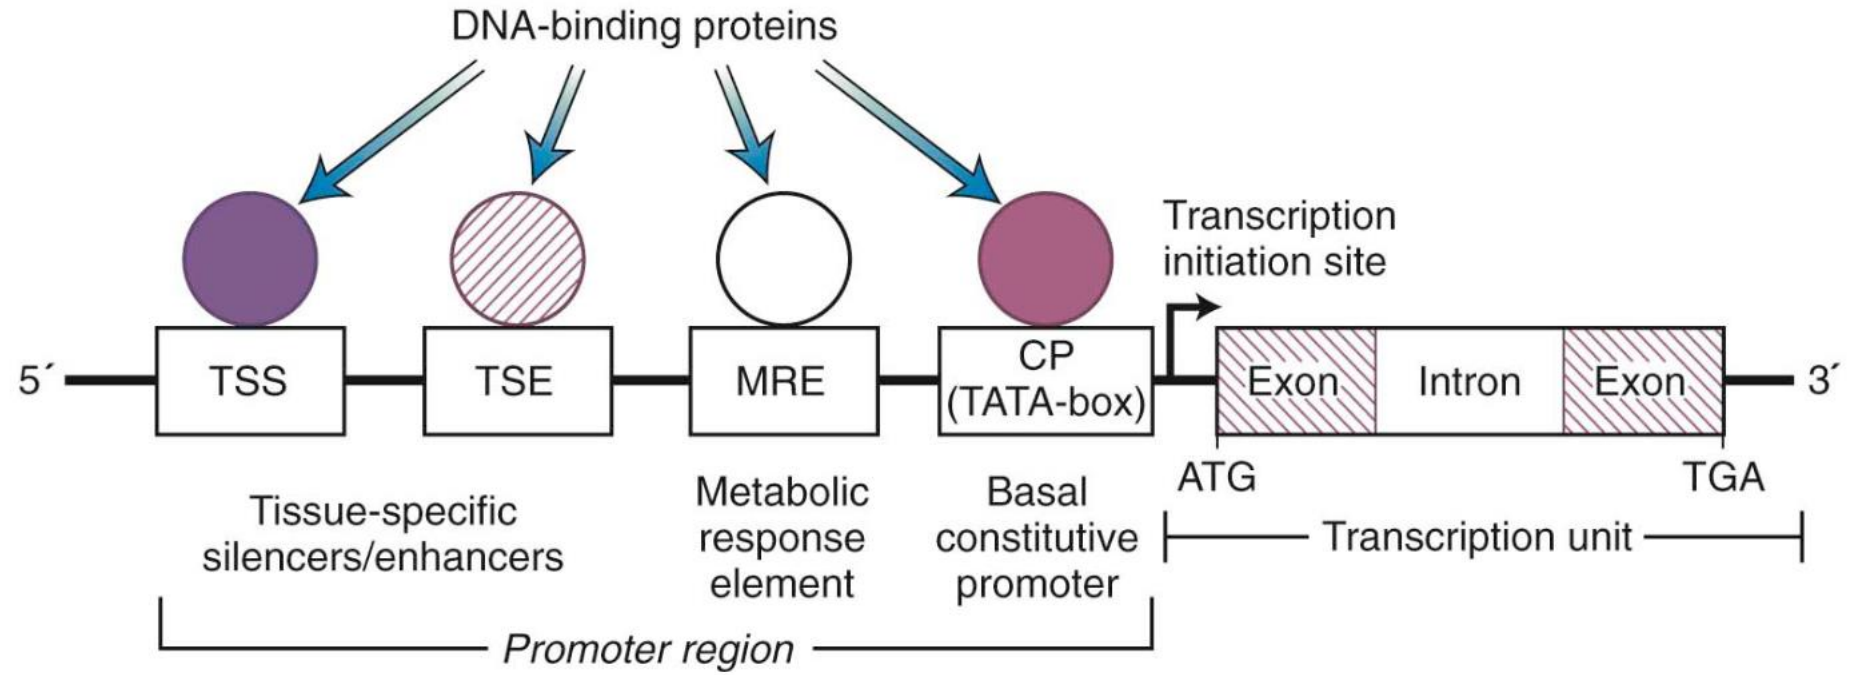 DNA-binding proteins
Transcription
initiation site
5´
TSS
TSE
MRE
CP
(TATA-box)
Exon
Intron
Exon
3´
ATG
TGA
Tissue-specific
silencers/enhancers
Metabolic
response
element
Basal
constitutive
promoter
Transcription unit
Promoter region